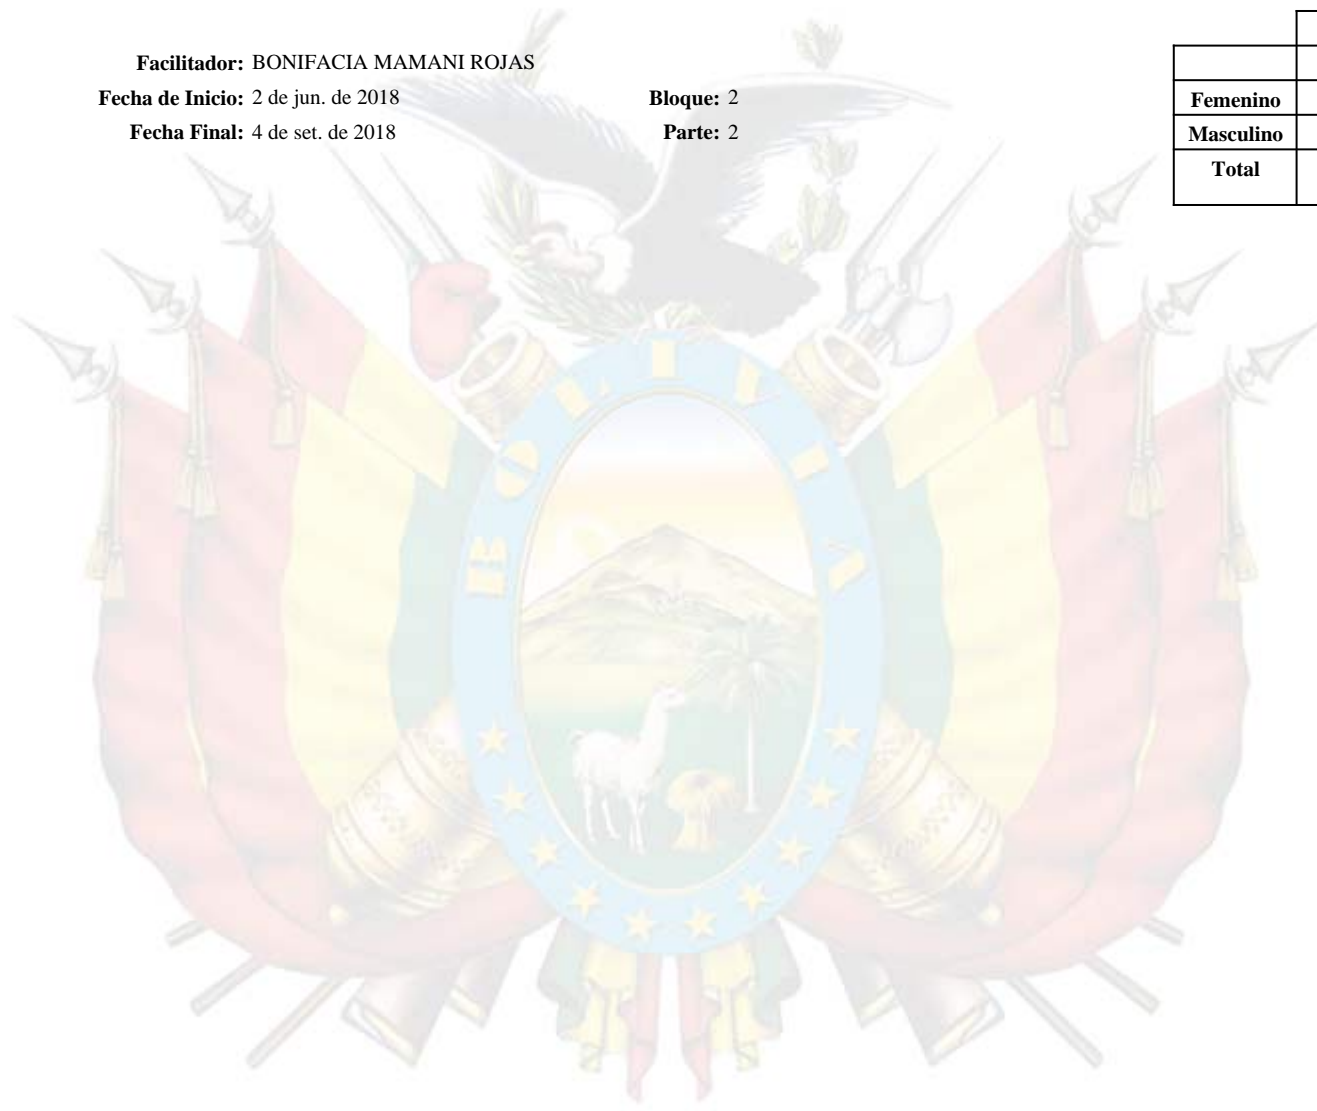 Facilitador: BONIFACIA MAMANI ROJAS
Fecha de Inicio: 2 de jun. de 2018 Bloque: 2
Fecha Final: 4 de set. de 2018 Parte: 2
Femenino
Masculino
Total
BOLIVIA